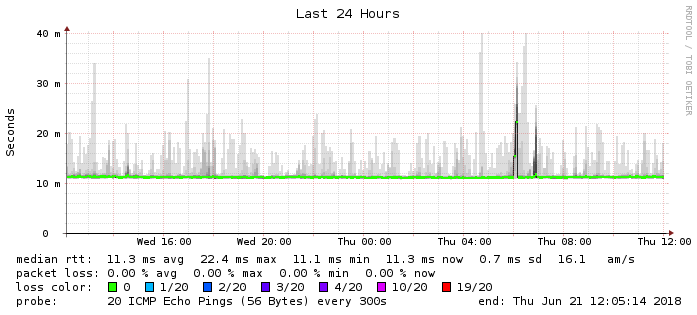 Last 24 Hours
RRDTOOL / TOBI OETIKER
Seconds
40 m
30 m
20 m
10 m
0
Wed 16:00 Wed 20:00 Thu 00:00 Thu 04:00 Thu 08:00 Thu 12:00
median rtt: 11.3 ms avg 22.4 ms max 11.1 ms min 11.3 ms now 0.7 ms sd 16.1 am/s
packet loss: 0.00 % avg 0.00 % max 0.00 % min 0.00 % now
loss color: 0 1/20 2/20 3/20 4/20 10/20 19/20
probe: 20 ICMP Echo Pings (56 Bytes) every 300s end: Thu Jun 21 12:05:14 2018